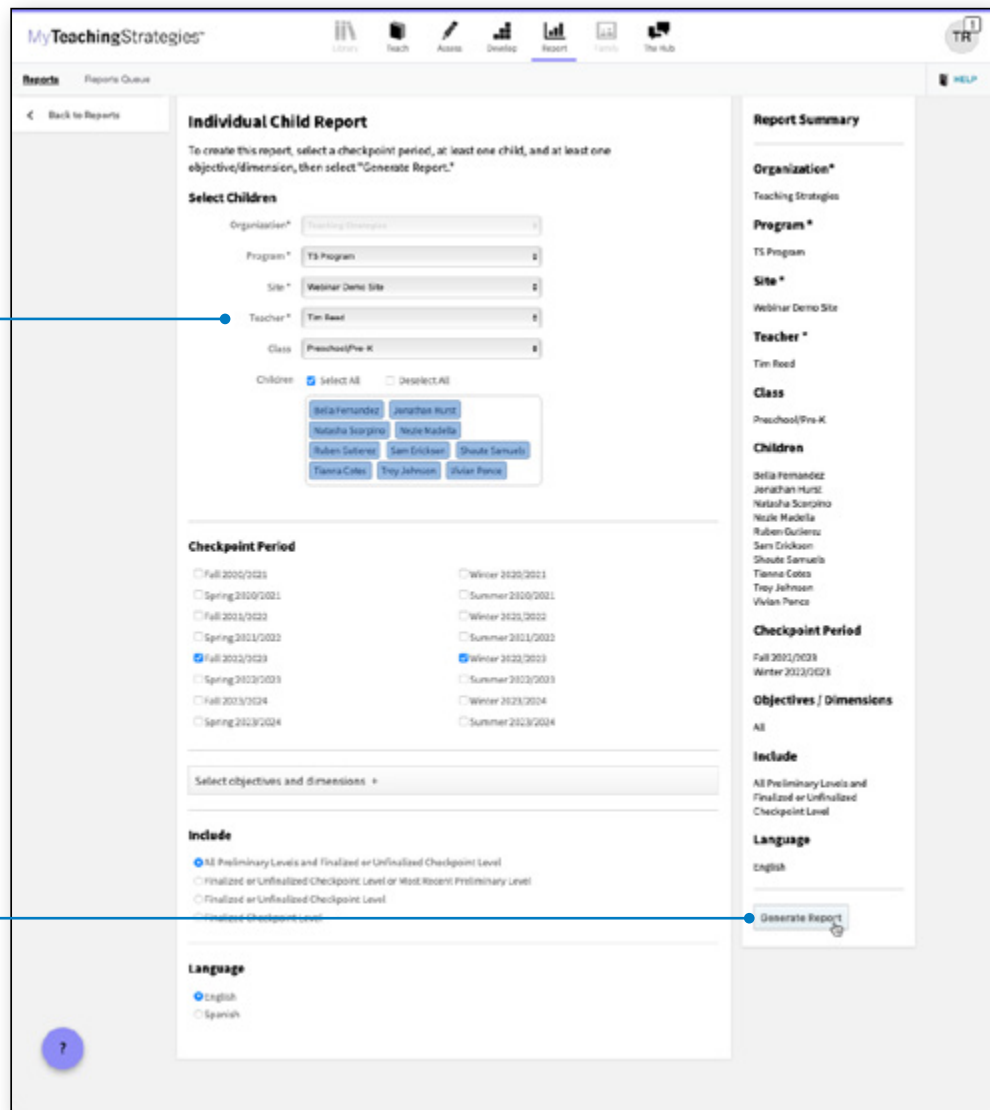 MyTeachingStrategies™
Library Teach Assess Develop Report Family The Hub
1
TR
Reports Reports Queue
HELP
Back to Reports
Individual Child Report
To create this report, select a checkpoint period, at least one child, and at least one
objective/dimension, then select "Generate Report."
Select Children
Organization* Teaching Strategies
Program* TS Program
Site* Webinar Demo Site
Teacher* Tim Reed
Class Preschool/Pre-K
Children Select All Deselect All
Bella Fernandez Jonathan Hurst
Natasha Scorpino Nezie Madella
Ruben Gutierez Sam Erickson Shaute Samuels
Tianna Cotes Troy Johnson Vivian Ponce
Checkpoint Period
Fall 2020/2021 Winter 2020/2021
Spring 2020/2021 Summer 2020/2021
Fall 2021/2022 Winter 2021/2022
Spring 2021/2022 Summer 2021/2022
Fall 2022/2023 Winter 2022/2023
Spring 2022/2023 Summer 2022/2023
Fall 2023/2024 Winter 2023/2024
Spring 2023/2024 Summer 2023/2024
Select objectives and dimensions +
Include
All Preliminary Levels and Finalized or Unfinalized Checkpoint Level
Finalized or Unfinalized Checkpoint Level or Most Recent Preliminary Level
Finalized or Unfinalized Checkpoint Level
Finalized Checkpoint Level
Language
English
Spanish
?
Report Summary
Organization*
Teaching Strategies
Program *
TS Program
Site *
Webinar Demo Site
Teacher *
Tim Reed
Class
Preschool/Pre-K
Children
Bella Fernandez
Jonathan Hurst
Natasha Scorpino
Nezie Madella
Ruben Gutierez
Sam Erickson
Shaute Samuels
Tianna Cotes
Troy Johnson
Vivian Ponce
Checkpoint Period
Fall 2022/2023
Winter 2022/2023
Objectives / Dimensions
All
Include
All Preliminary Levels and
Finalized or Unfinalized
Checkpoint Level
Language
English
Generate Report